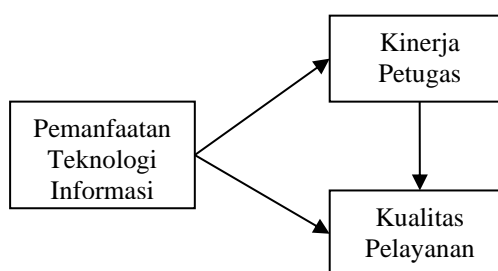 Kinerja
Petugas
Pemanfaatan
Teknologi
Informasi
Kualitas
Pelayanan